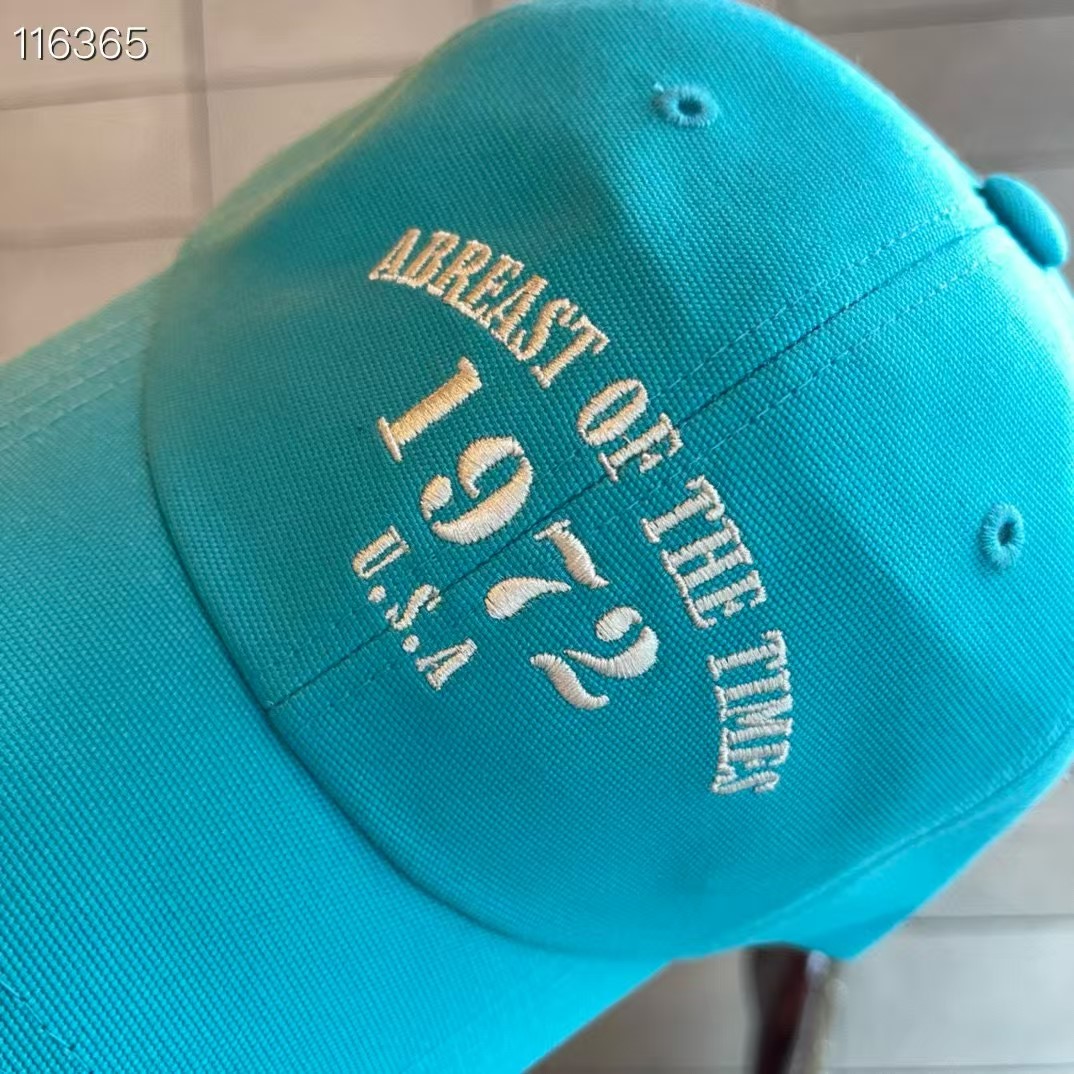 116365
ABREAST OF THE TIMES
1972
U.S.A